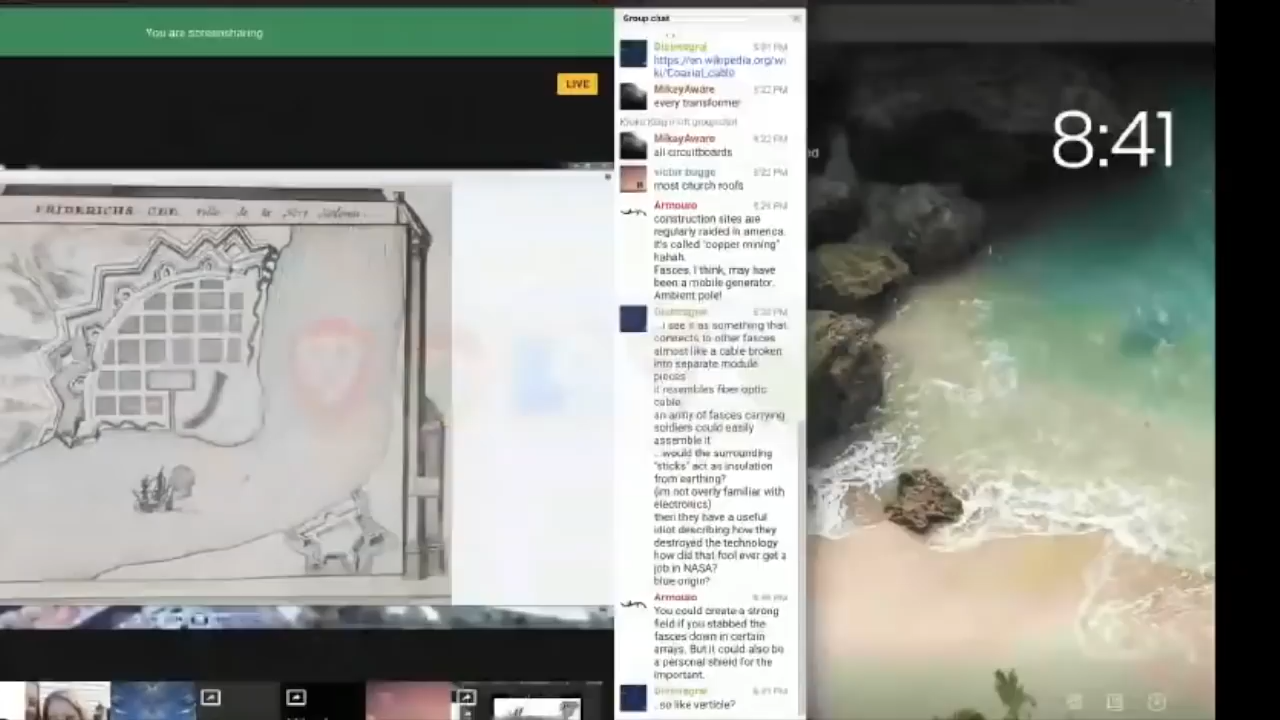 You are screensharing
LIVE
Group chat
https://en.wikipedia.org/wi
ki/Coaxial_cable
MikeyAware
every transformer
MikeyAware
all circuitboards
victor bugge
most church roofs
Armouro
construction sites are
regularly raided in america.
it's called "copper mining"
hahah.
Fasces, I think, may have
been a mobile generator.
Ambient pole!
...i see it as something that
connects to other fasces
almost like a cable broken
into separate module
pieces
it resembles fiber optic
cable
an army of fasces carrying
soldiers could easily
assemble it
...would the surrounding
"sticks" act as insulation
from earthing?
(im not overly familiar with
electronics)
then they have a useful
idiot describing how they
destroyed the technology
how did that fool ever get a
job in NASA?
blue origin?
Armouro
You could create a strong
field if you stabbed the
fasces down in certain
arrays. But it could also be
a personal shield for the
important.
..so like verticle?
8:41